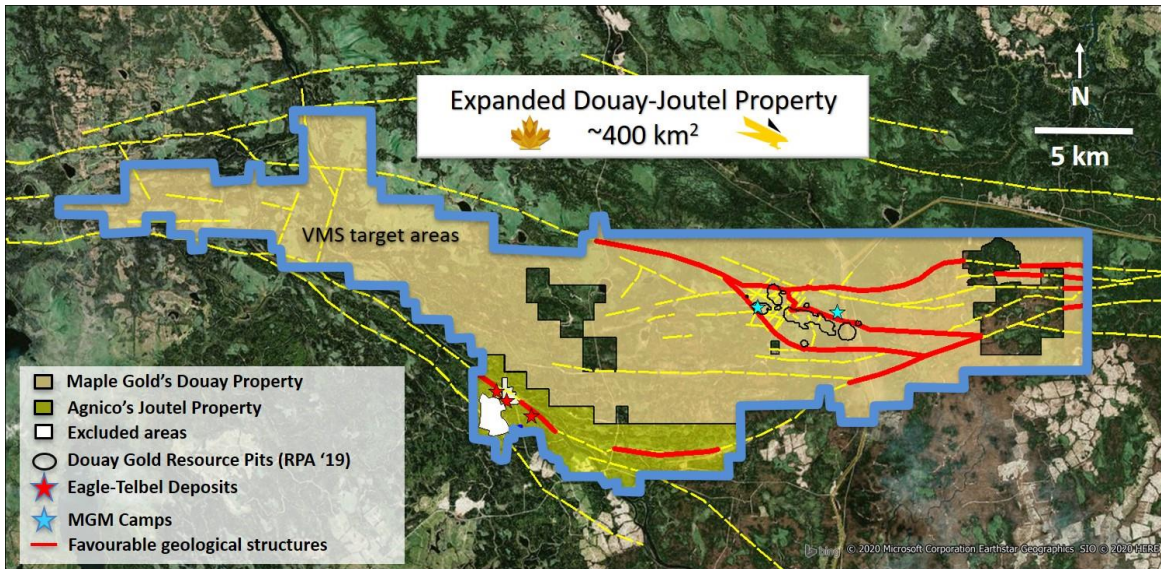 Expanded Douay-Joutel Property
~400 km²
N
5 km
VMS target areas
Maple Gold's Douay Property
Agnico's Joutel Property
Excluded areas
Douay Gold Resource Pits (RPA '19)
Eagle-Telbel Deposits
MGM Camps
Favourable geological structures
bing © 2020 Microsoft Corporation Earthstar Geographics SIO © 2020 HERE